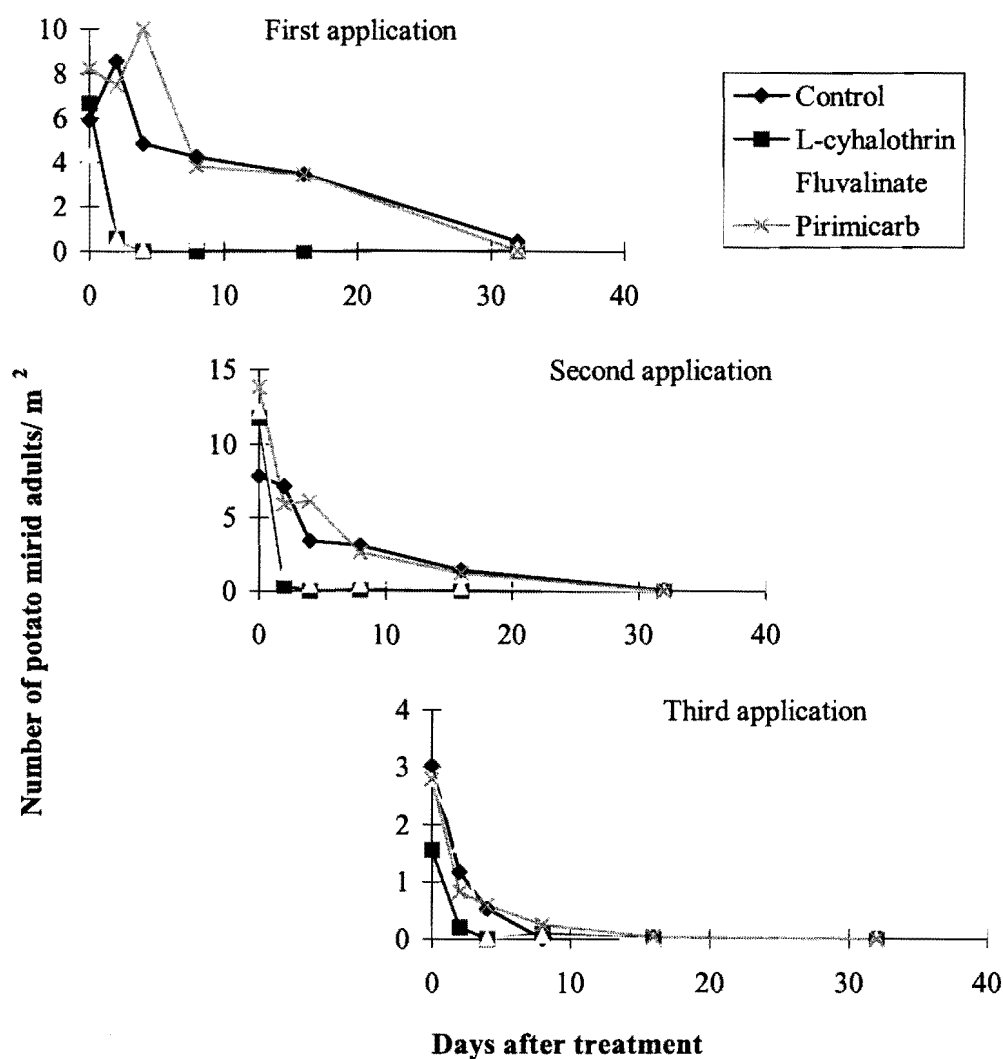 First application
10
8
6
4
2
0
0 10 20 30 40
Control
L-cyhalothrin
Fluvalinate
Pirimicarb
Number of potato mirid adults/ m 2
Second application
15
10
5
0
0 10 20 30 40
Third application
4
3
2
1
0
0 10 20 30 40
Days after treatment